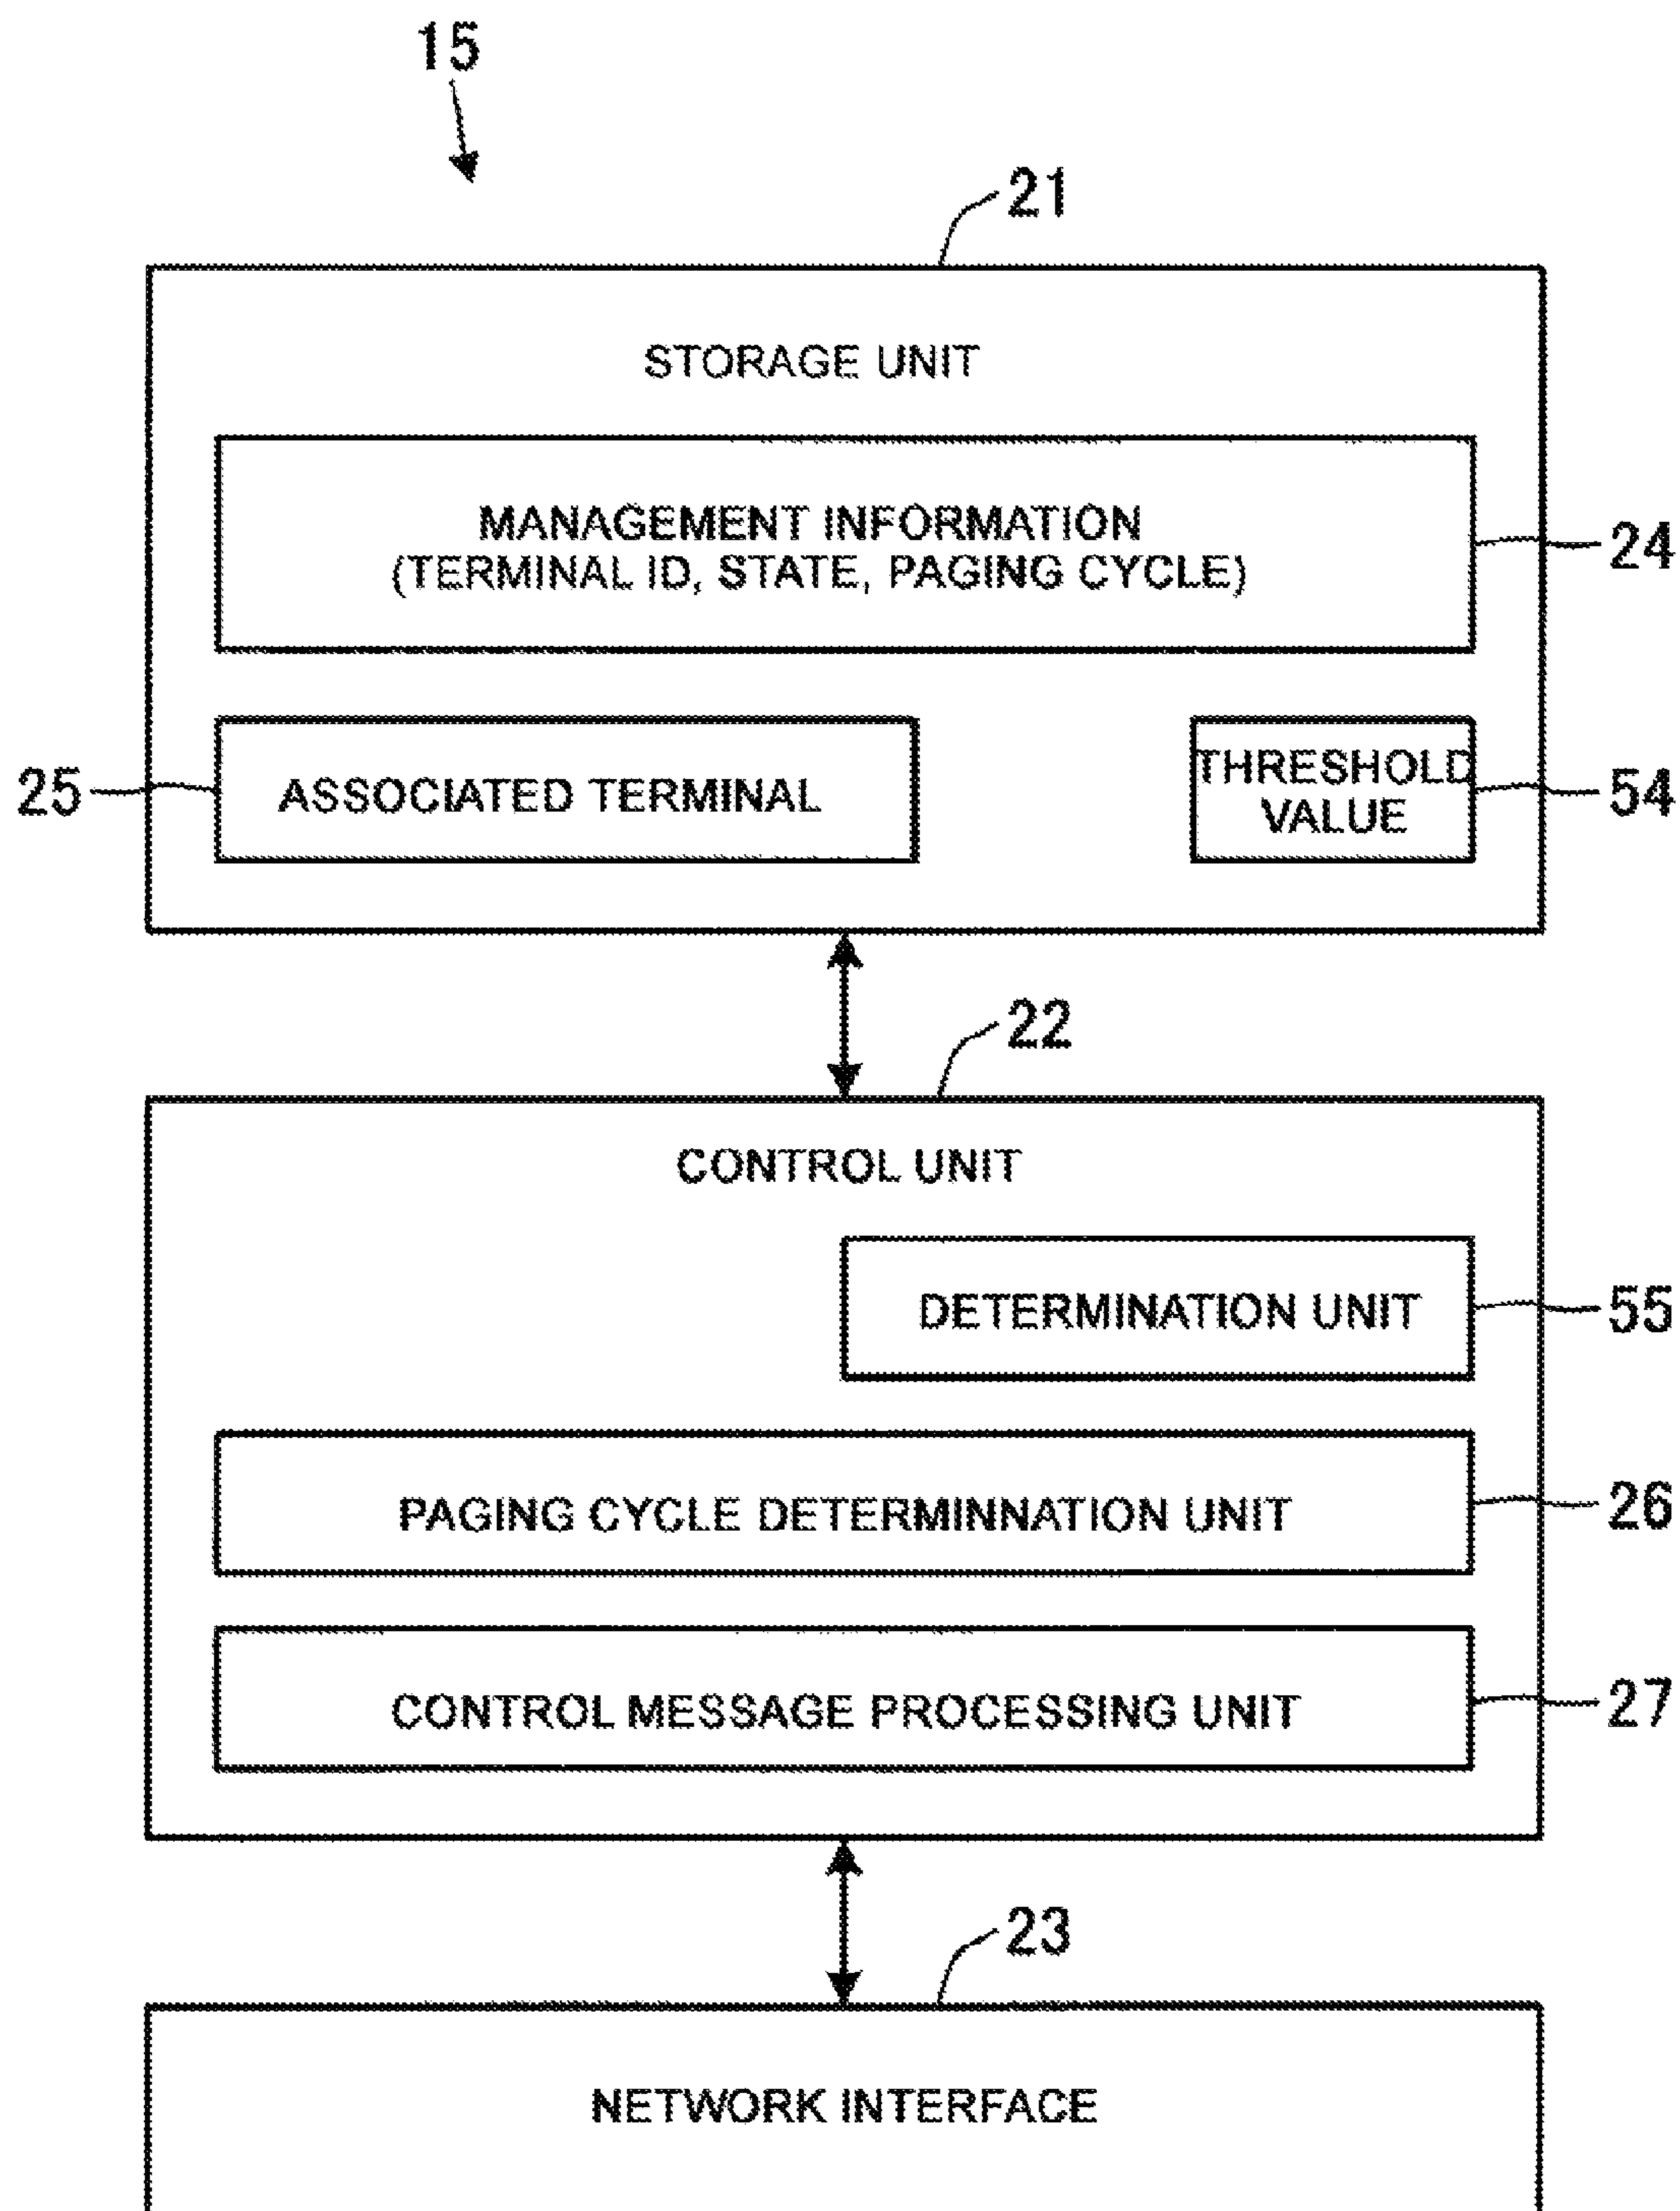 15
21
STORAGE UNIT
MANAGEMENT INFORMATION
(TERMINAL ID, STATE, PAGING CYCLE)
24
25
ASSOCIATED TERMINAL
THRESHOLD
VALUE
54
22
CONTROL UNIT
DETERMINATION UNIT
55
PAGING CYCLE DETERMINNATION UNIT
26
CONTROL MESSAGE PROCESSING UNIT
27
23
NETWORK INTERFACE